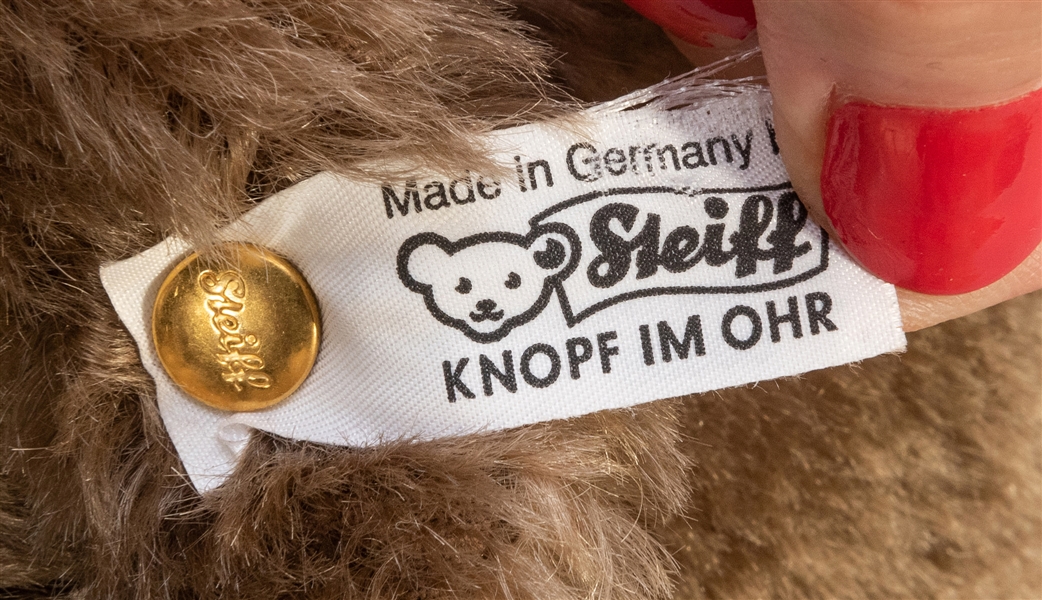 Made in Germany
Steiff
KNOPF IM OHR
Steiff